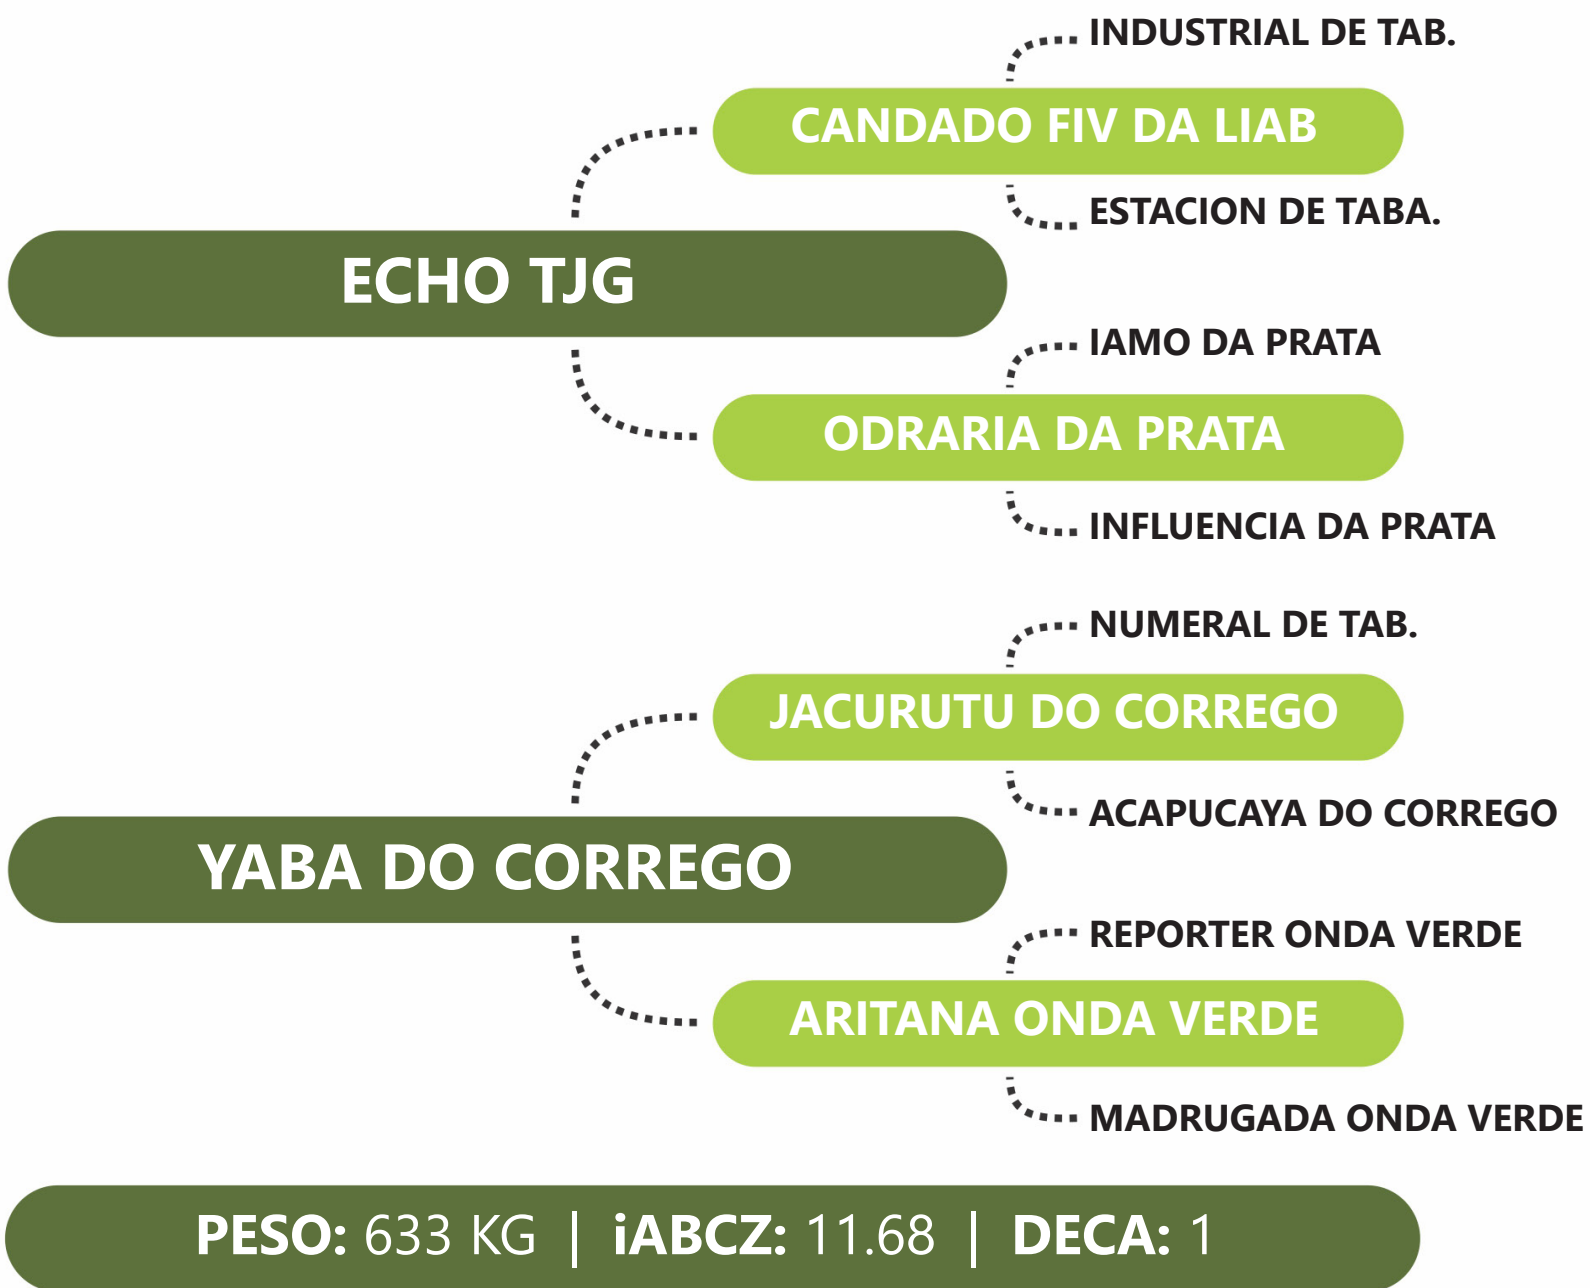 INDUSTRIAL DE TAB.
CANDADO FIV DA LIAB
ESTACION DE TABA.
ECHO TJG
IAMO DA PRATA
ODRARIA DA PRATA
INFLUENCIA DA PRATA
NUMERAL DE TAB.
JACURUTU DO CORREGO
ACAPUCAYA DO CORREGO
YABA DO CORREGO
REPORTER ONDA VERDE
ARITANA ONDA VERDE
MADRUGADA ONDA VERDE
PESO: 633 KG | iABCZ: 11.68 | DECA: 1